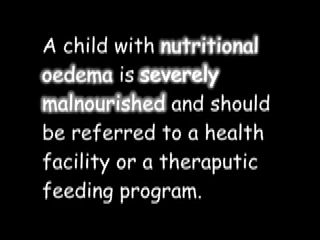 A child with nutritional
oedema is severely
malnourished and should
be referred to a health
facility or a theraputic
feeding program.